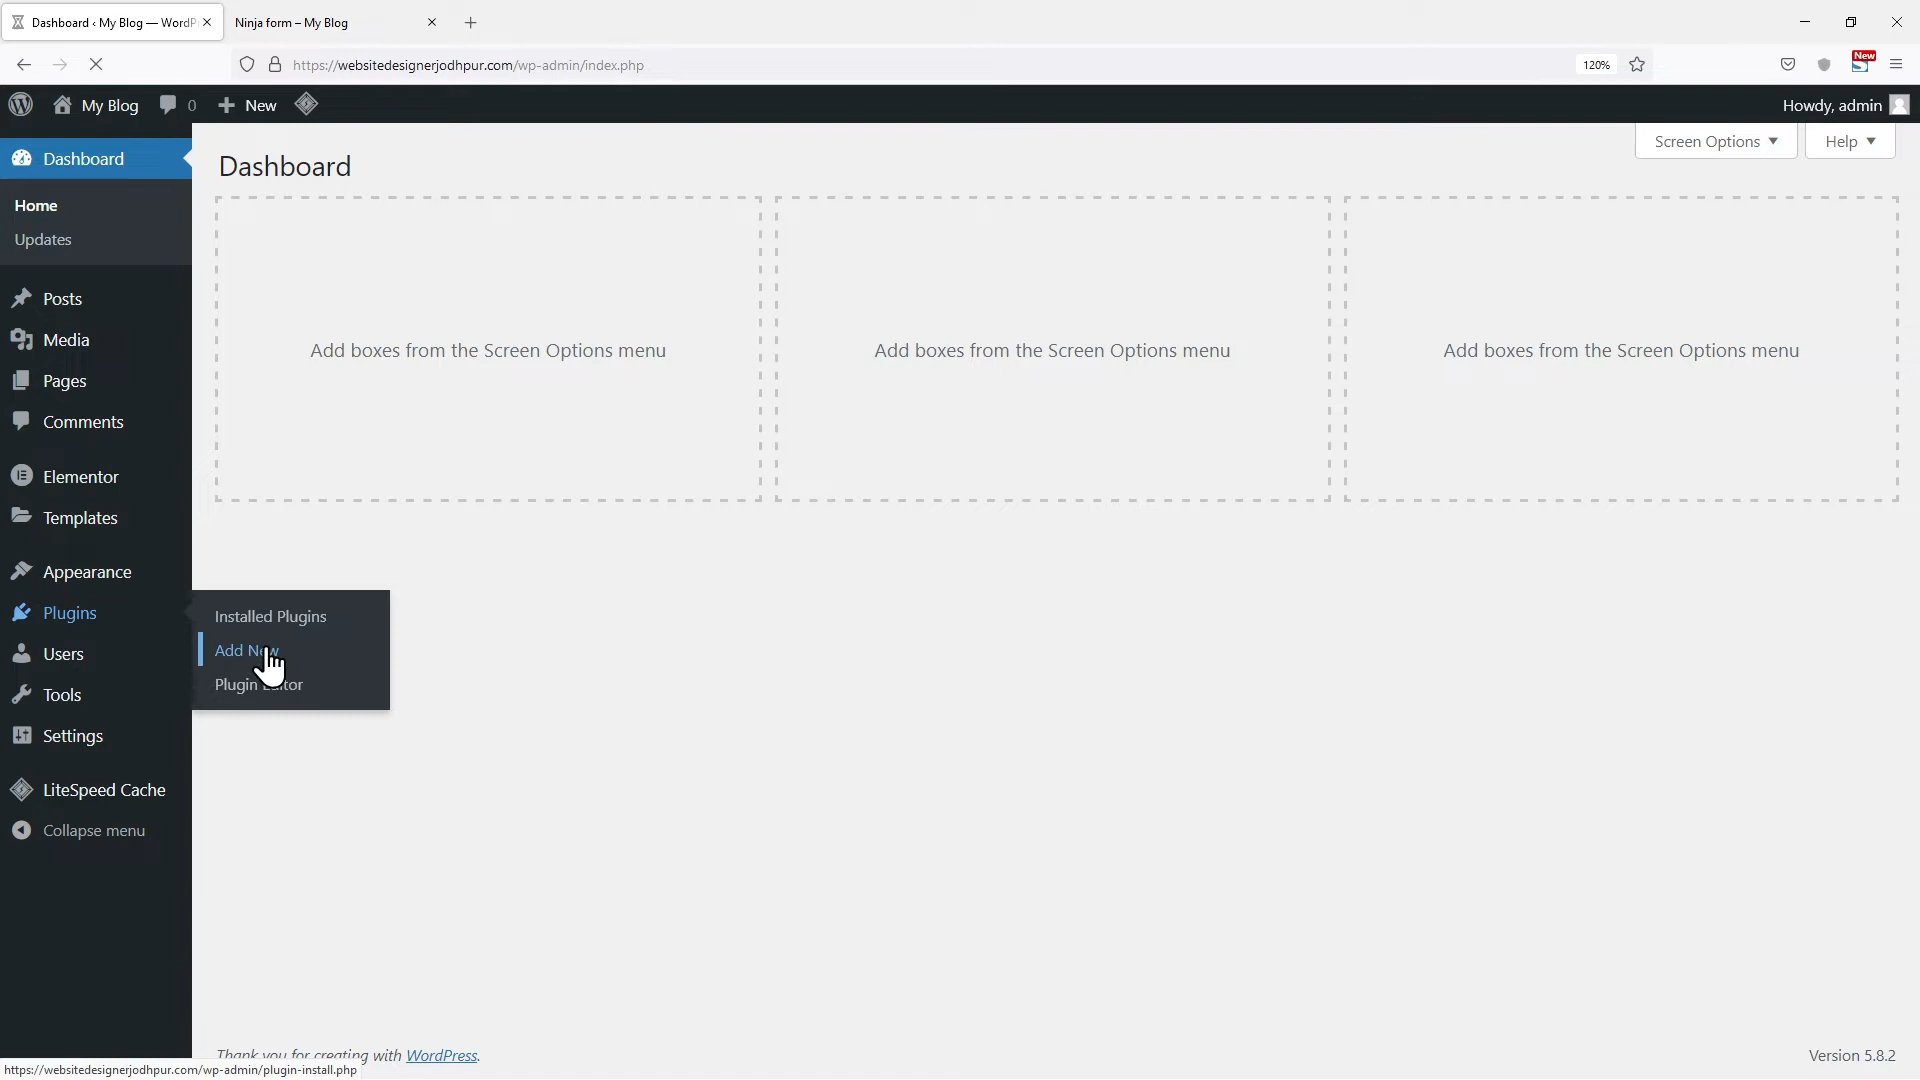 Dashboard ‹ My Blog — WordP
Ninja form – My Blog
https://websitedesignerjodhpur.com/wp-admin/index.php
120%
New
My Blog
0
New
Howdy, admin
Dashboard
Home
Updates
Posts
Media
Pages
Comments
Elementor
Templates
Appearance
Plugins
Users
Tools
Settings
LiteSpeed Cache
Collapse menu
Installed Plugins
Add New
Plugin Editor
Dashboard
Screen Options
Help
Add boxes from the Screen Options menu
Add boxes from the Screen Options menu
Add boxes from the Screen Options menu
Thank you for creating with WordPress.
Version 5.8.2
https://websitedesignerjodhpur.com/wp-admin/plugin-install.php